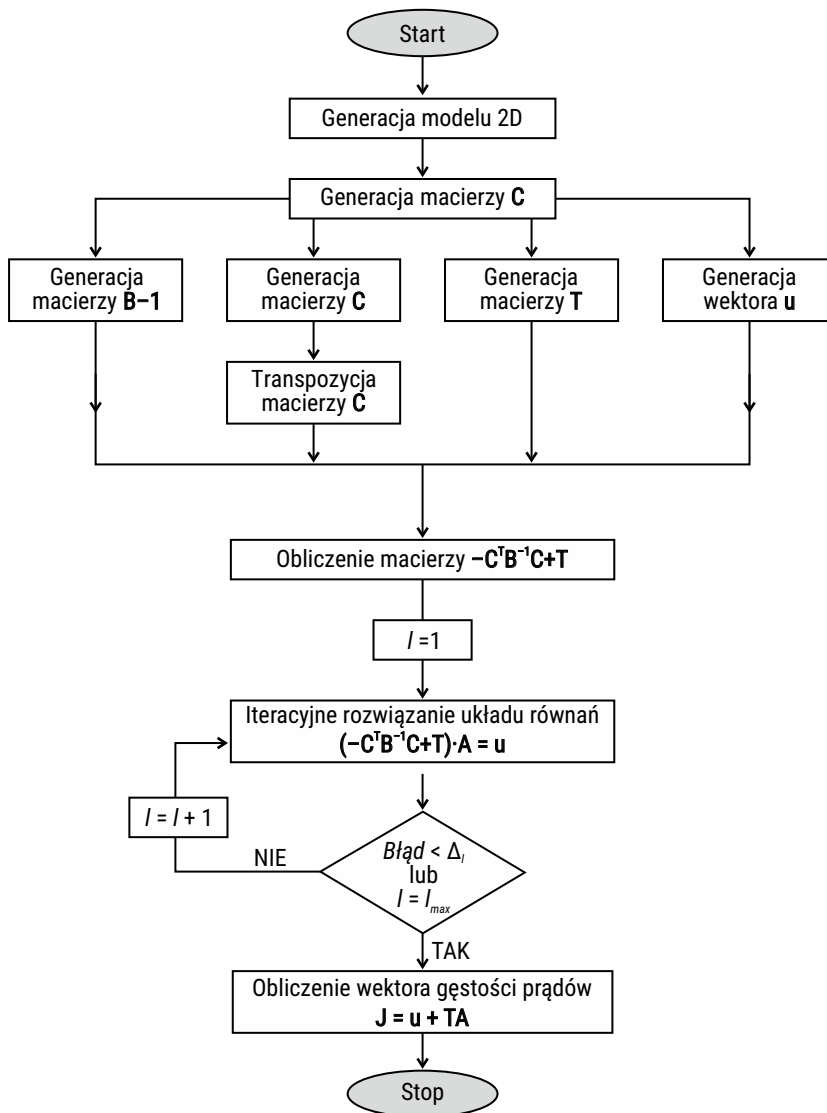 Start
Generacja modelu 2D
Generacja macierzy C
Generacja
macierzy B−1
Generacja
macierzy C
Generacja
macierzy T
Generacja
wektora u
Transpozycja
macierzy C
Obliczenie macierzy −CᵀB⁻¹C+T
l =1
Iteracyjne rozwiązanie układu równań
(−CᵀB⁻¹C+T)·A = u
l = l + 1
NIE
Błąd < Δₗ
lub
l = lₘₐₓ
TAK
Obliczenie wektora gęstości prądów
J = u + TA
Stop